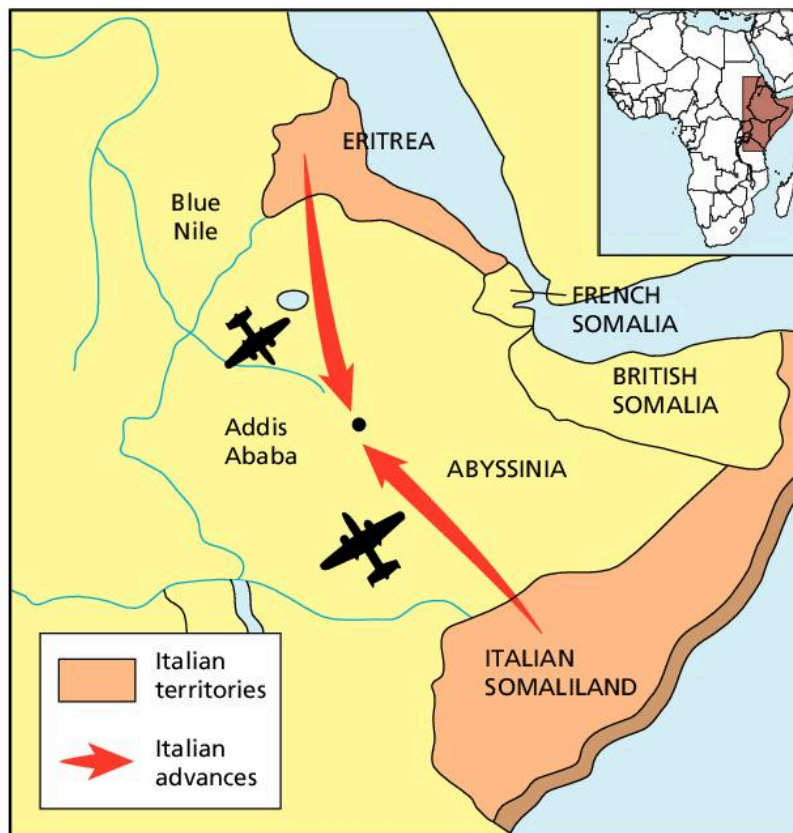 ERITREA
Blue
Nile
FRENCH
SOMALIA
BRITISH
SOMALIA
Addis
Ababa
ABYSSINIA
ITALIAN
SOMALILAND
Italian
territories
Italian
advances